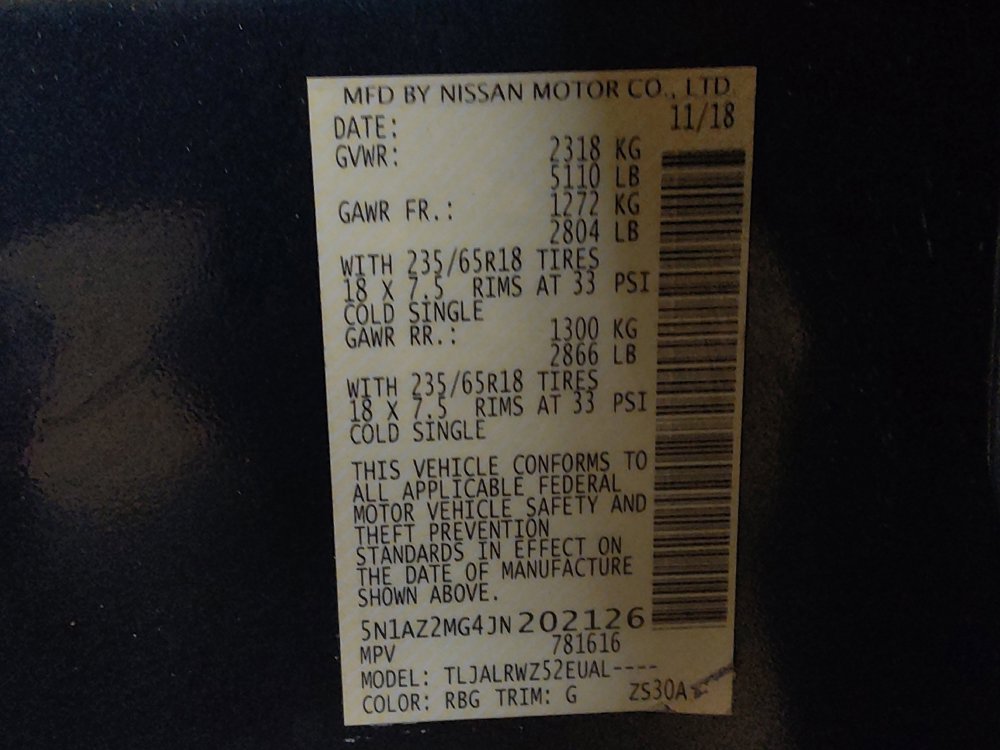 MFD BY NISSAN MOTOR CO., LTD
DATE: 11/18
GVWR: 2318 KG
5110 LB
GAWR FR.: 1272 KG
2804 LB
WITH 235/65R18 TIRES
18 X 7.5 RIMS AT 33 PSI
COLD SINGLE
GAWR RR.: 1300 KG
2866 LB
WITH 235/65R18 TIRES
18 X 7.5 RIMS AT 33 PSI
COLD SINGLE
THIS VEHICLE CONFORMS TO
ALL APPLICABLE FEDERAL
MOTOR VEHICLE SAFETY AND
THEFT PREVENTION
STANDARDS IN EFFECT ON
THE DATE OF MANUFACTURE
SHOWN ABOVE.
5N1AZ2MG4JN202126
MPV 781616
MODEL: TLJALRWZ52EUAL----
COLOR: RBG TRIM: G ZS30A